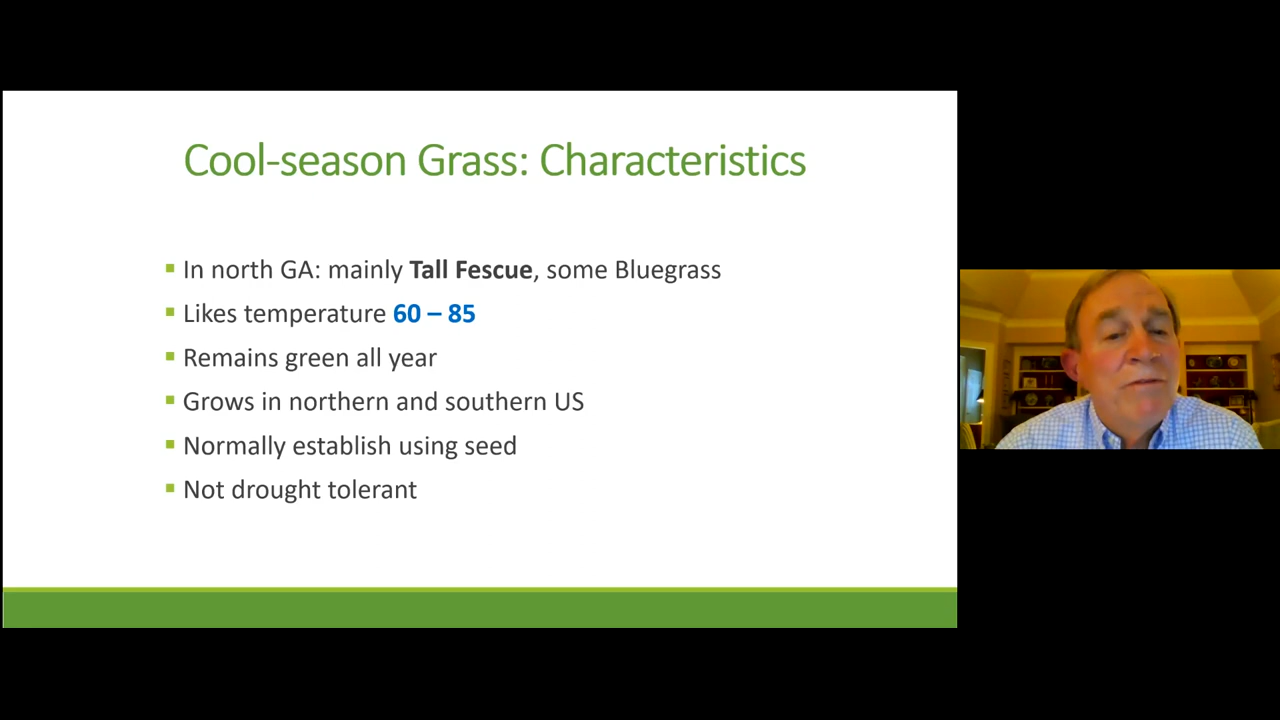 Cool-season Grass: Characteristics
▪ In north GA: mainly Tall Fescue, some Bluegrass
▪ Likes temperature 60 – 85
▪ Remains green all year
▪ Grows in northern and southern US
▪ Normally establish using seed
▪ Not drought tolerant